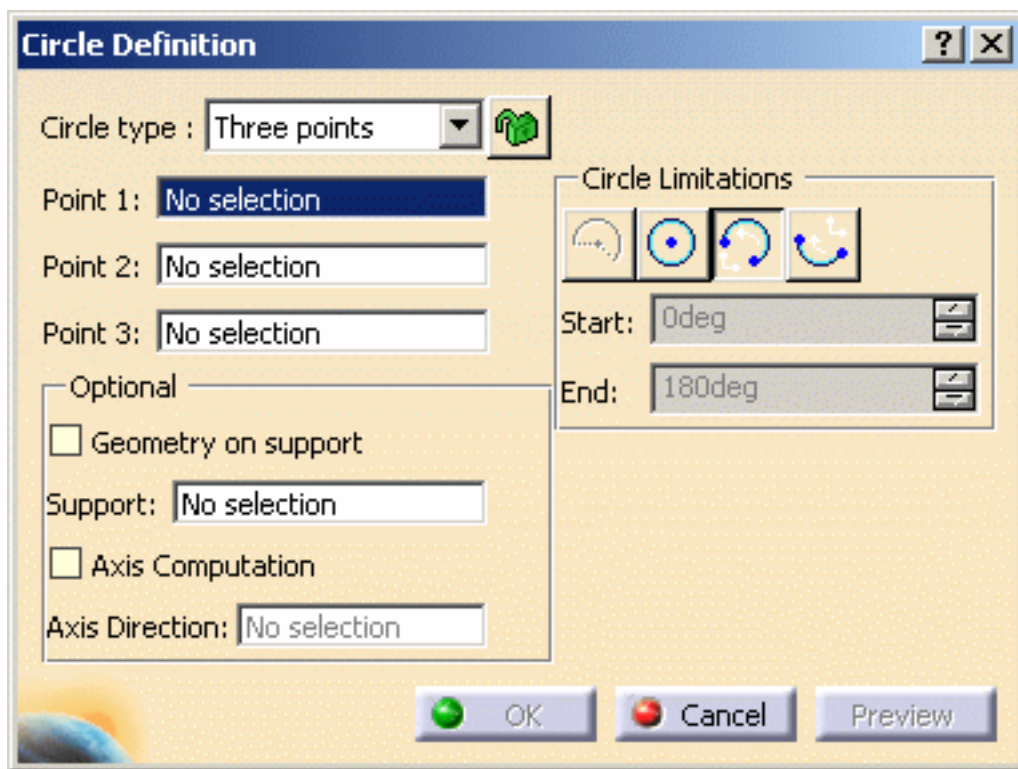 Circle Definition
Circle type : Three points
Point 1: No selection
Point 2: No selection
Point 3: No selection
Circle Limitations
Start: 0deg
End: 180deg
Optional
Geometry on support
Support: No selection
Axis Computation
Axis Direction: No selection
OK Cancel Preview